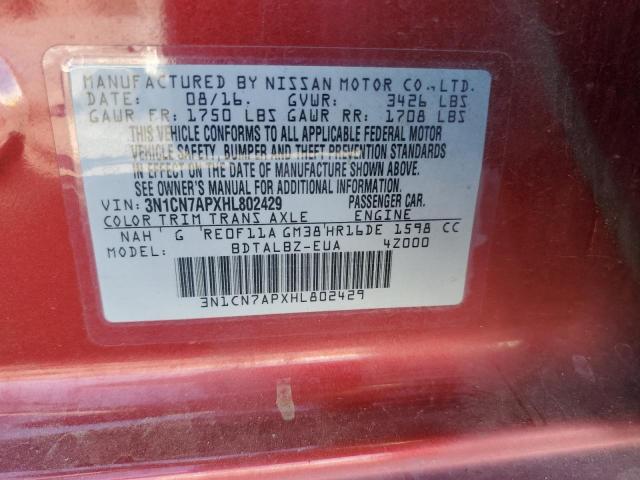 MANUFACTURED BY NISSAN MOTOR CO.,LTD.
DATE: 08/16. GVWR: 3426 LBS
GAWR FR: 1750 LBS GAWR RR: 1708 LBS
THIS VEHICLE CONFORMS TO ALL APPLICABLE FEDERAL MOTOR
VEHICLE SAFETY, BUMPER AND THEFT PREVENTION STANDARDS
IN EFFECT ON THE DATE OF MANUFACTURE SHOWN ABOVE.
SEE OWNER'S MANUAL FOR ADDITIONAL INFORMATION.
VIN: 3N1CN7APXHL802429 PASSENGER CAR.
COLOR TRIM TRANS AXLE ENGINE
NAH G RE0F11A GM38 HR16DE 1598 CC
MODEL: BDTALBZ-EUA 4Z000
3N1CN7APXHL802429